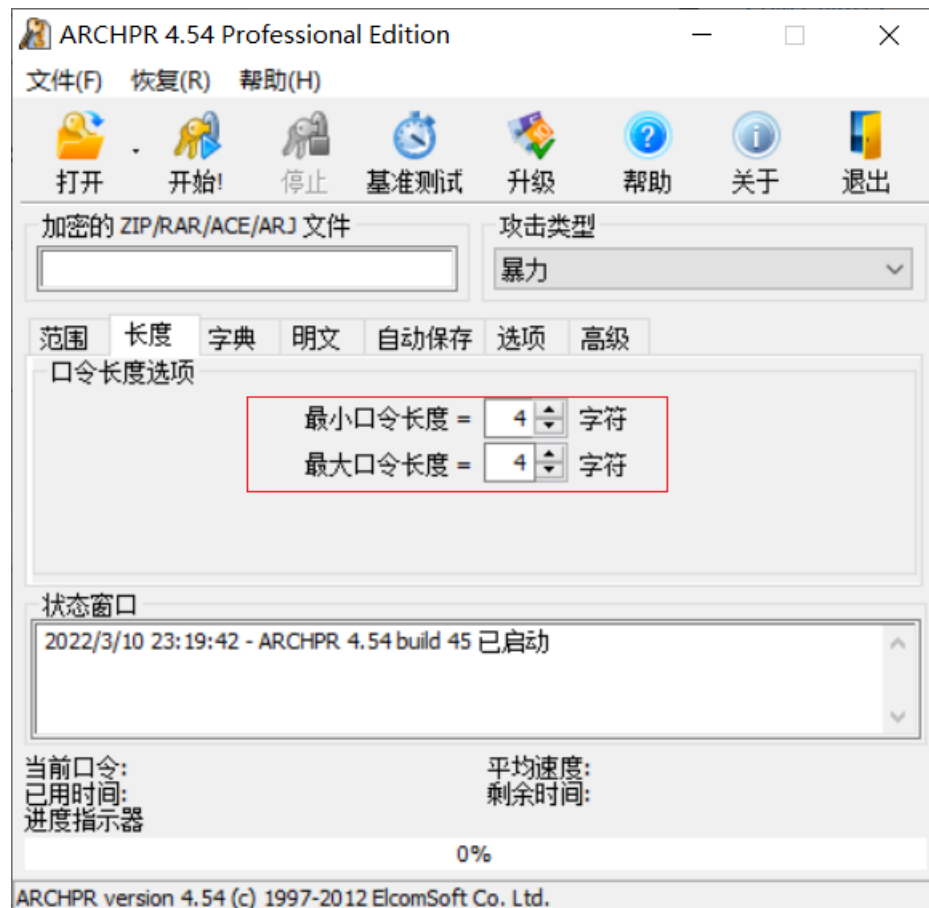 ARCHPR 4.54 Professional Edition
文件(F) 恢复(R) 帮助(H)
打开 开始! 停止 基准测试 升级 帮助 关于 退出
加密的 ZIP/RAR/ACE/ARJ 文件 攻击类型
暴力
范围 长度 字典 明文 自动保存 选项 高级
口令长度选项
最小口令长度 = 4 字符
最大口令长度 = 4 字符
状态窗口
2022/3/10 23:19:42 - ARCHPR 4.54 build 45 已启动
当前口令: 平均速度:
已用时间: 剩余时间:
进度指示器
0%
ARCHPR version 4.54 (c) 1997-2012 ElcomSoft Co. Ltd.